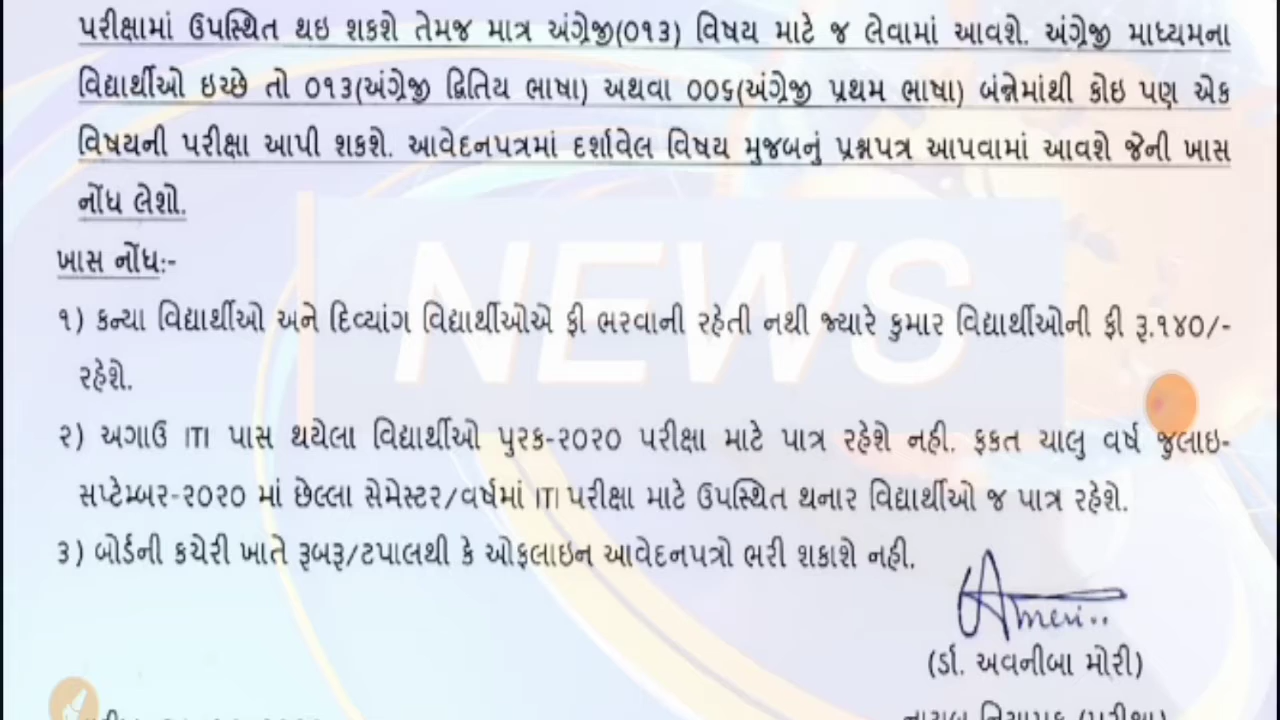 પરીક્ષામાં ઉપસ્થિત થઇ શકશે તેમજ માત્ર અંગ્રેજી(૦૧૩) વિષય માટે જ લેવામાં આવશે. અંગ્રેજી માધ્યમના
વિદ્યાર્થીઓ ઇચ્છે તો ૦૧૩(અંગ્રેજી દ્વિતિય ભાષા) અથવા ૦૦૬(અંગ્રેજી પ્રથમ ભાષા) બંન્નેમાંથી કોઇ પણ એક
વિષયની પરીક્ષા આપી શકશે. આવેદનપત્રમાં દર્શાવેલ વિષય મુજબનું પ્રશ્નપત્ર આપવામાં આવશે જેની ખાસ
નોંધ લેશો.
ખાસ નોંધ:-
NEWS
૧) કન્યા વિદ્યાર્થીઓ અને દિવ્યાંગ વિદ્યાર્થીઓએ ફી ભરવાની રહેતી નથી જ્યારે કુમાર વિદ્યાર્થીઓની ફી રૂ.૧૪૦/-
રહેશે.
૨) અગાઉ ITI પાસ થયેલા વિદ્યાર્થીઓ પુરક-૨૦૨૦ પરીક્ષા માટે પાત્ર રહેશે નહી. ફકત ચાલુ વર્ષ જુલાઇ-
સપ્ટેમ્બર-૨૦૨૦ માં છેલ્લા સેમેસ્ટર/વર્ષમાં ITI પરીક્ષા માટે ઉપસ્થિત થનાર વિદ્યાર્થીઓ જ પાત્ર રહેશે.
૩) બોર્ડની કચેરી ખાતે રૂબરૂ/ટપાલથી કે ઓફલાઇન આવેદનપત્રો ભરી શકાશે નહી.
(ર્ડા. અવનીબા મોરી)
નાયબ નિયામક (પરીક્ષા)